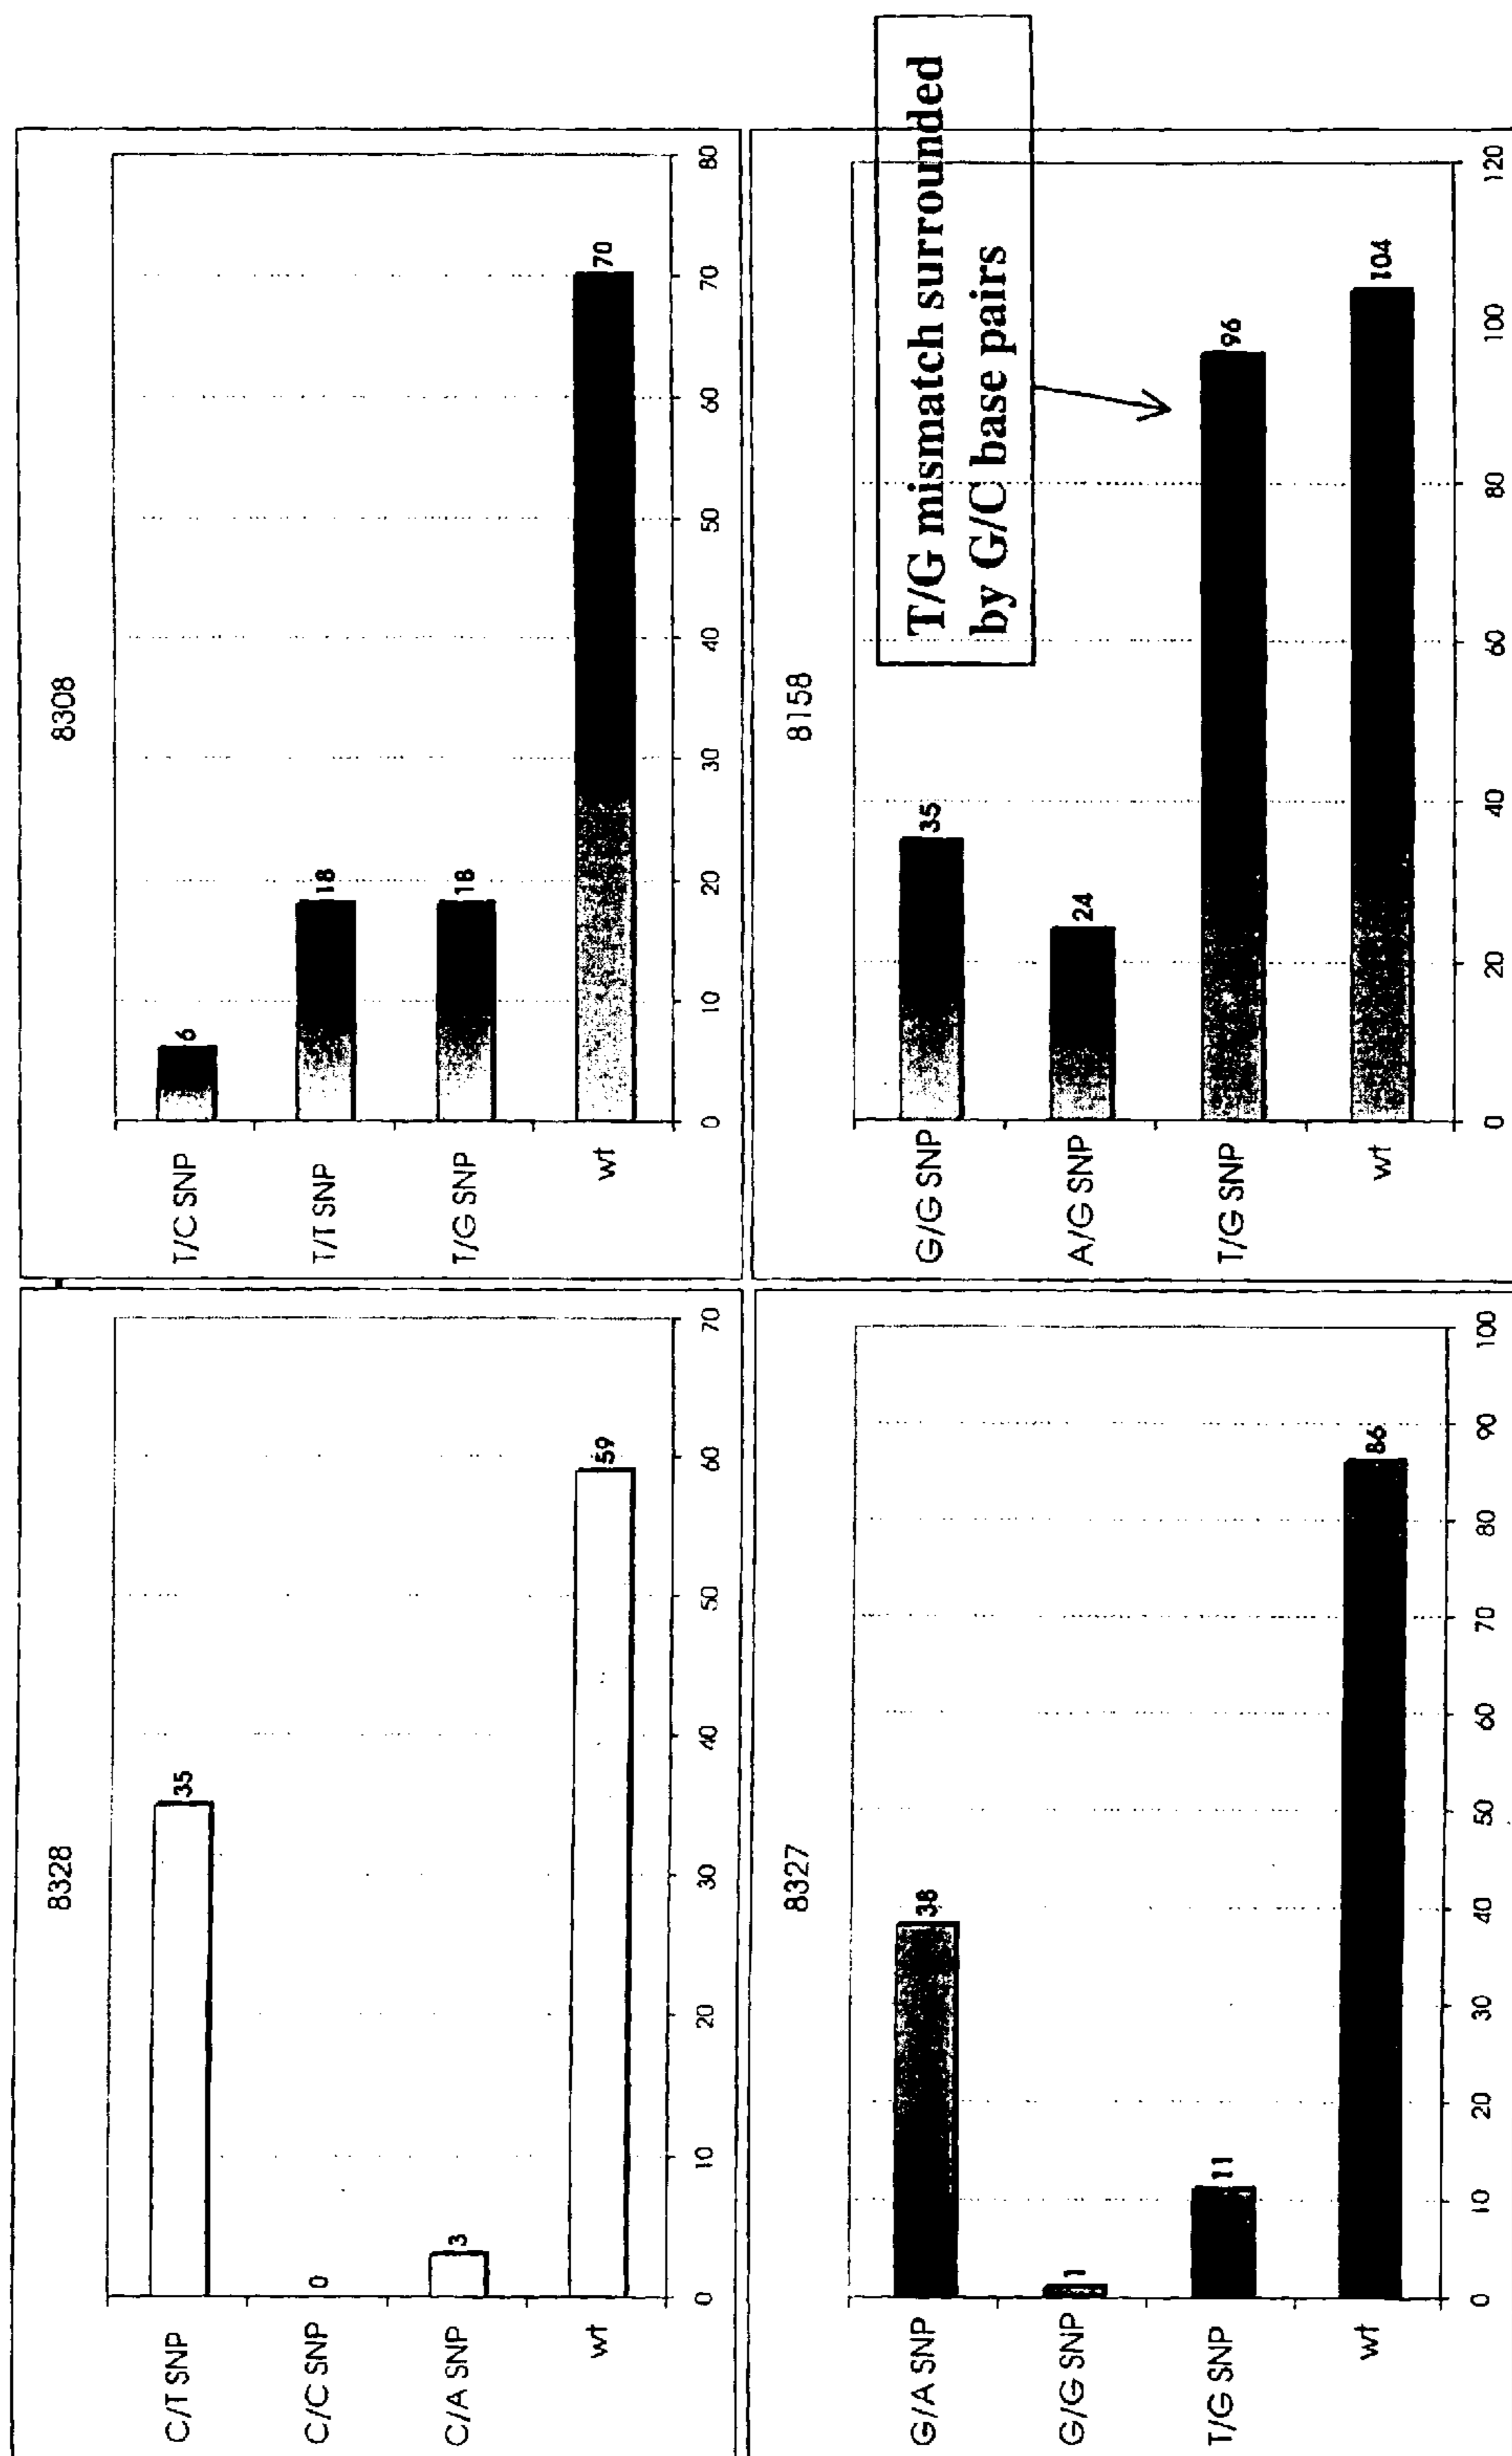 8328
C/T SNP
35
C/C SNP
0
C/A SNP
3
wt
59
0 10 20 30 40 50 60 70
8308
T/C SNP
6
T/T SNP
18
T/G SNP
18
wt
70
0 10 20 30 40 50 60 70 80
8327
G/A SNP
38
G/G SNP
1
T/G SNP
11
wt
86
0 10 20 30 40 50 60 70 80 90 100
8158
G/G SNP
35
A/G SNP
24
T/G SNP
96
wt
104
0 20 40 60 80 100 120
T/G mismatch surrounded
by G/C base pairs